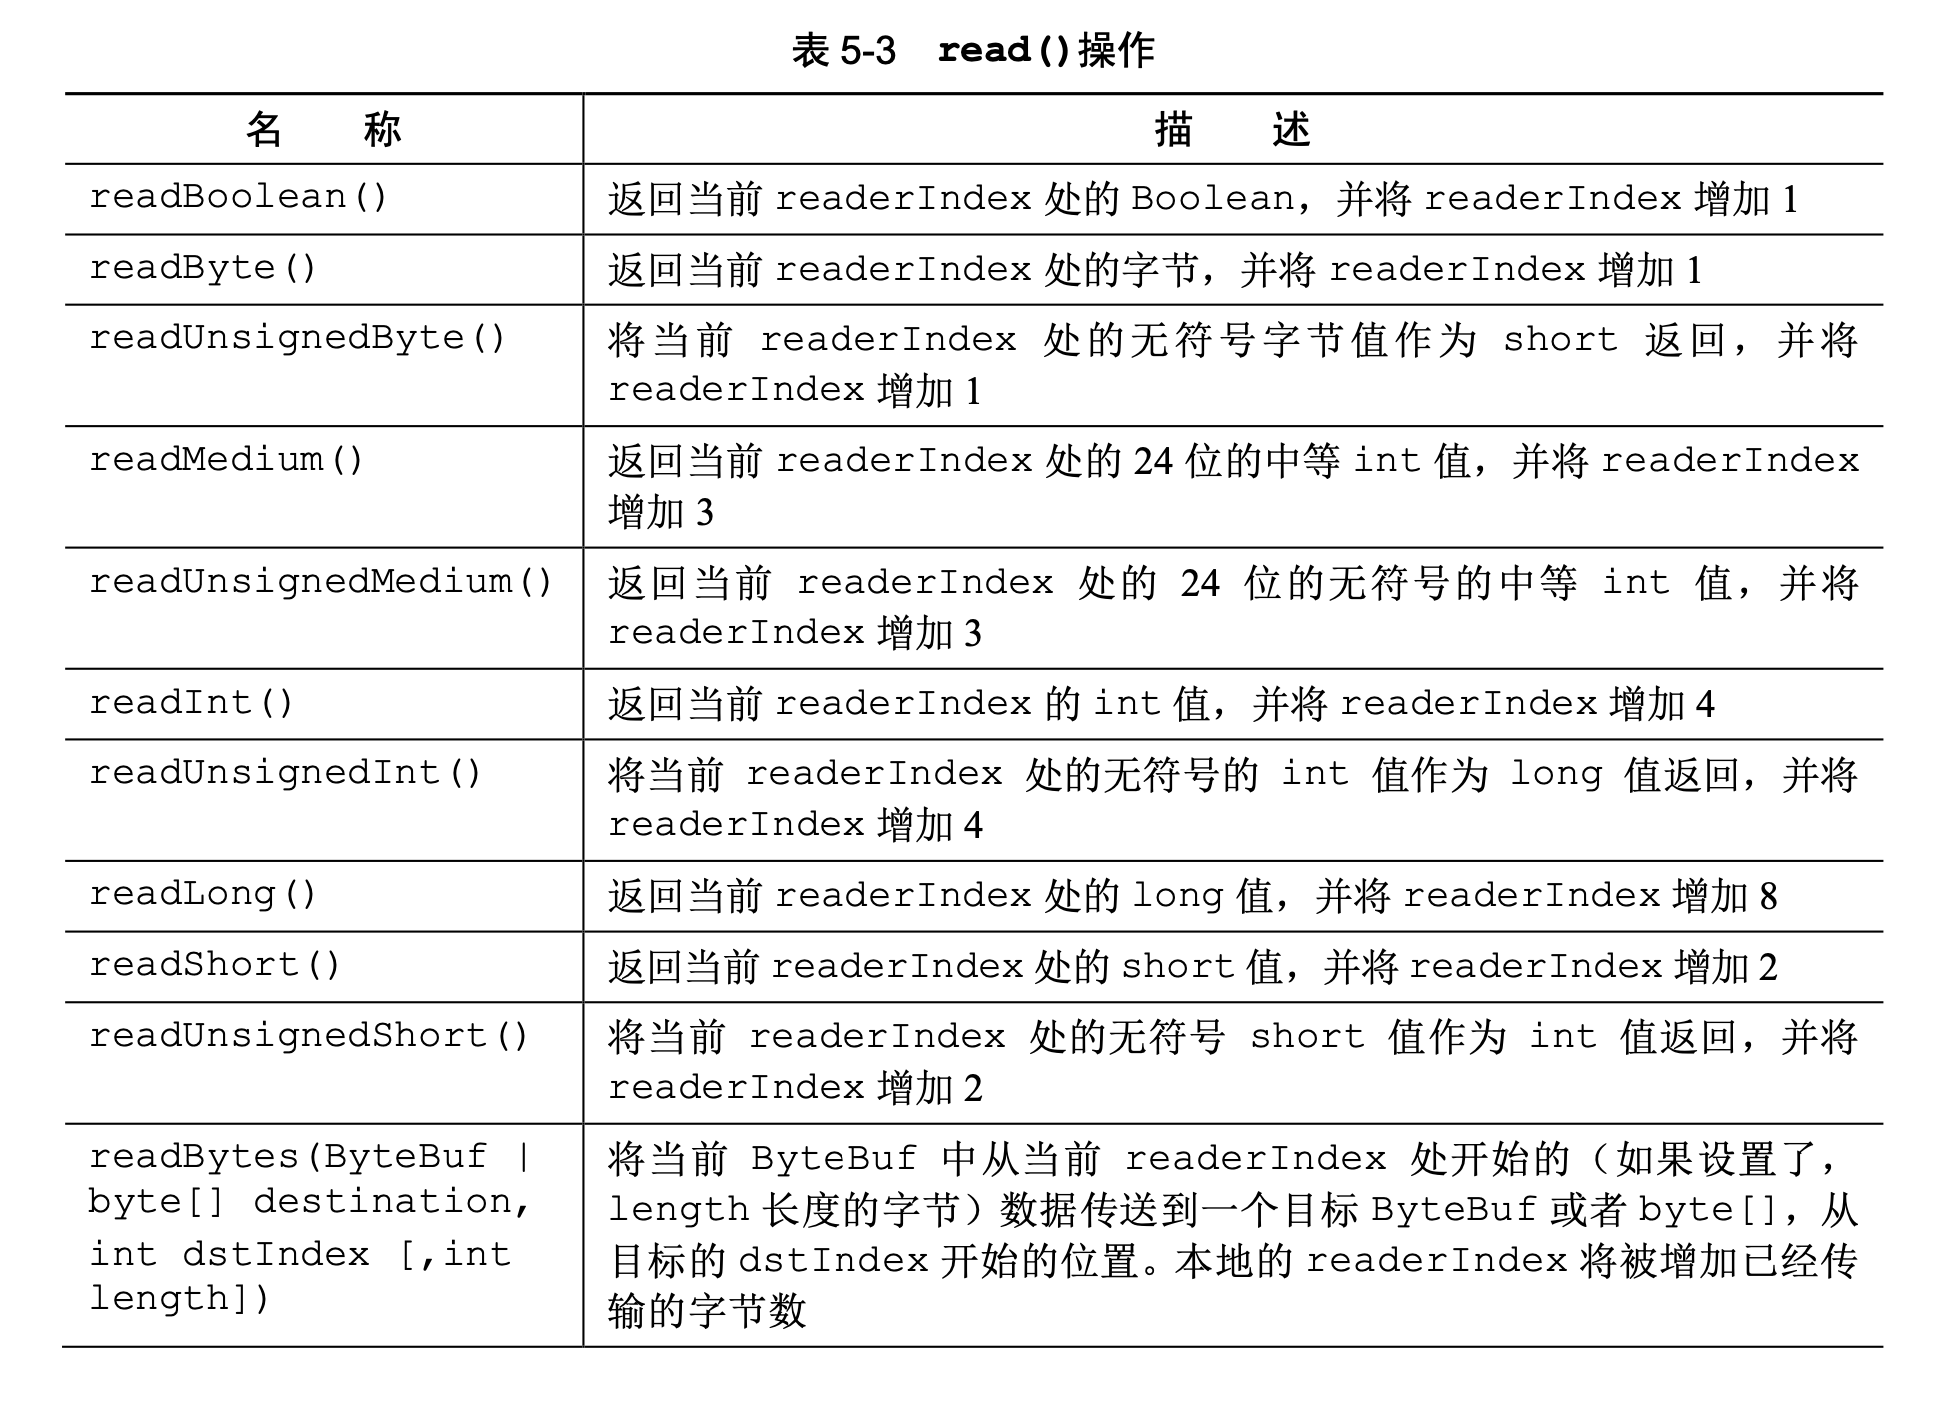 表 5-3 read()操作
名 称
描 述
readBoolean()
返回当前 readerIndex 处的 Boolean，并将 readerIndex 增加 1
readByte()
返回当前 readerIndex 处的字节，并将 readerIndex 增加 1
readUnsignedByte()
将当前 readerIndex 处的无符号字节值作为 short 返回，并将
readerIndex 增加 1
readMedium()
返回当前 readerIndex 处的 24 位的中等 int 值，并将 readerIndex
增加 3
readUnsignedMedium()
返回当前 readerIndex 处的 24 位的无符号的中等 int 值，并将
readerIndex 增加 3
readInt()
返回当前 readerIndex 的 int 值，并将 readerIndex 增加 4
readUnsignedInt()
将当前 readerIndex 处的无符号的 int 值作为 long 值返回，并将
readerIndex 增加 4
readLong()
返回当前 readerIndex 处的 long 值，并将 readerIndex 增加 8
readShort()
返回当前 readerIndex 处的 short 值，并将 readerIndex 增加 2
readUnsignedShort()
将当前 readerIndex 处的无符号 short 值作为 int 值返回，并将
readerIndex 增加 2
readBytes(ByteBuf |
byte[] destination,
int dstIndex [,int
length])
将当前 ByteBuf 中从当前 readerIndex 处开始的（如果设置了，
length 长度的字节）数据传送到一个目标 ByteBuf 或者 byte[]，从
目标的 dstIndex 开始的位置。本地的 readerIndex 将被增加已经传
输的字节数